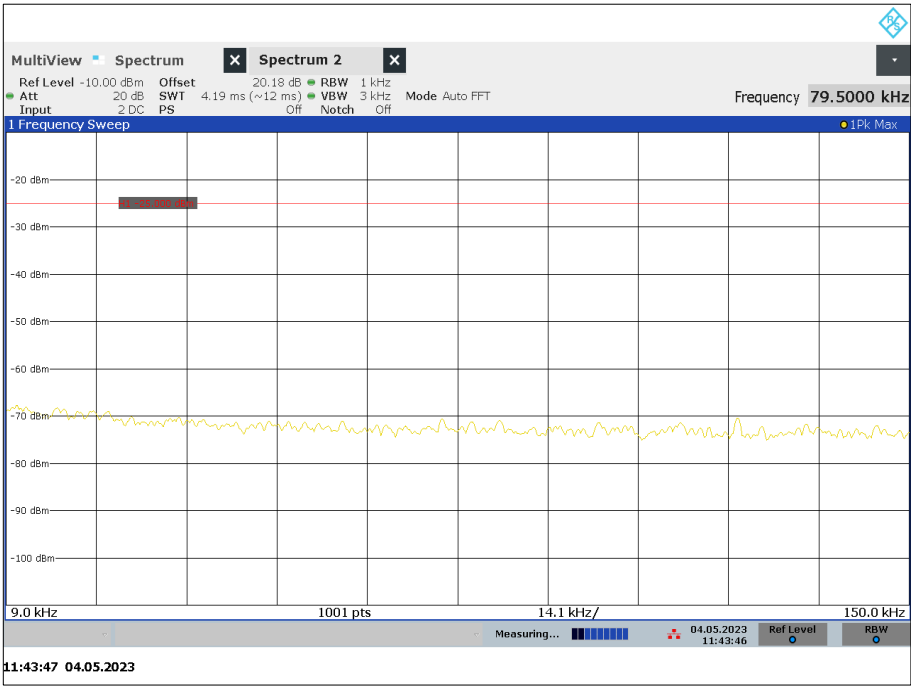 R S
MultiView Spectrum Spectrum 2
Ref Level -10.00 dBm Offset 20.18 dB RBW 1 kHz
Att 20 dB SWT 4.19 ms (~12 ms) VBW 3 kHz Mode Auto FFT
Input 2 DC PS Off Notch Off
Frequency 79.5000 kHz
1 Frequency Sweep 1Pk Max
-20 dBm
-30 dBm
-40 dBm
-50 dBm
-60 dBm
-70 dBm
-80 dBm
-90 dBm
-100 dBm
9.0 kHz 1001 pts 14.1 kHz/ 150.0 kHz
Measuring... 04.05.2023 Ref Level RBW
11:43:46
11:43:47 04.05.2023